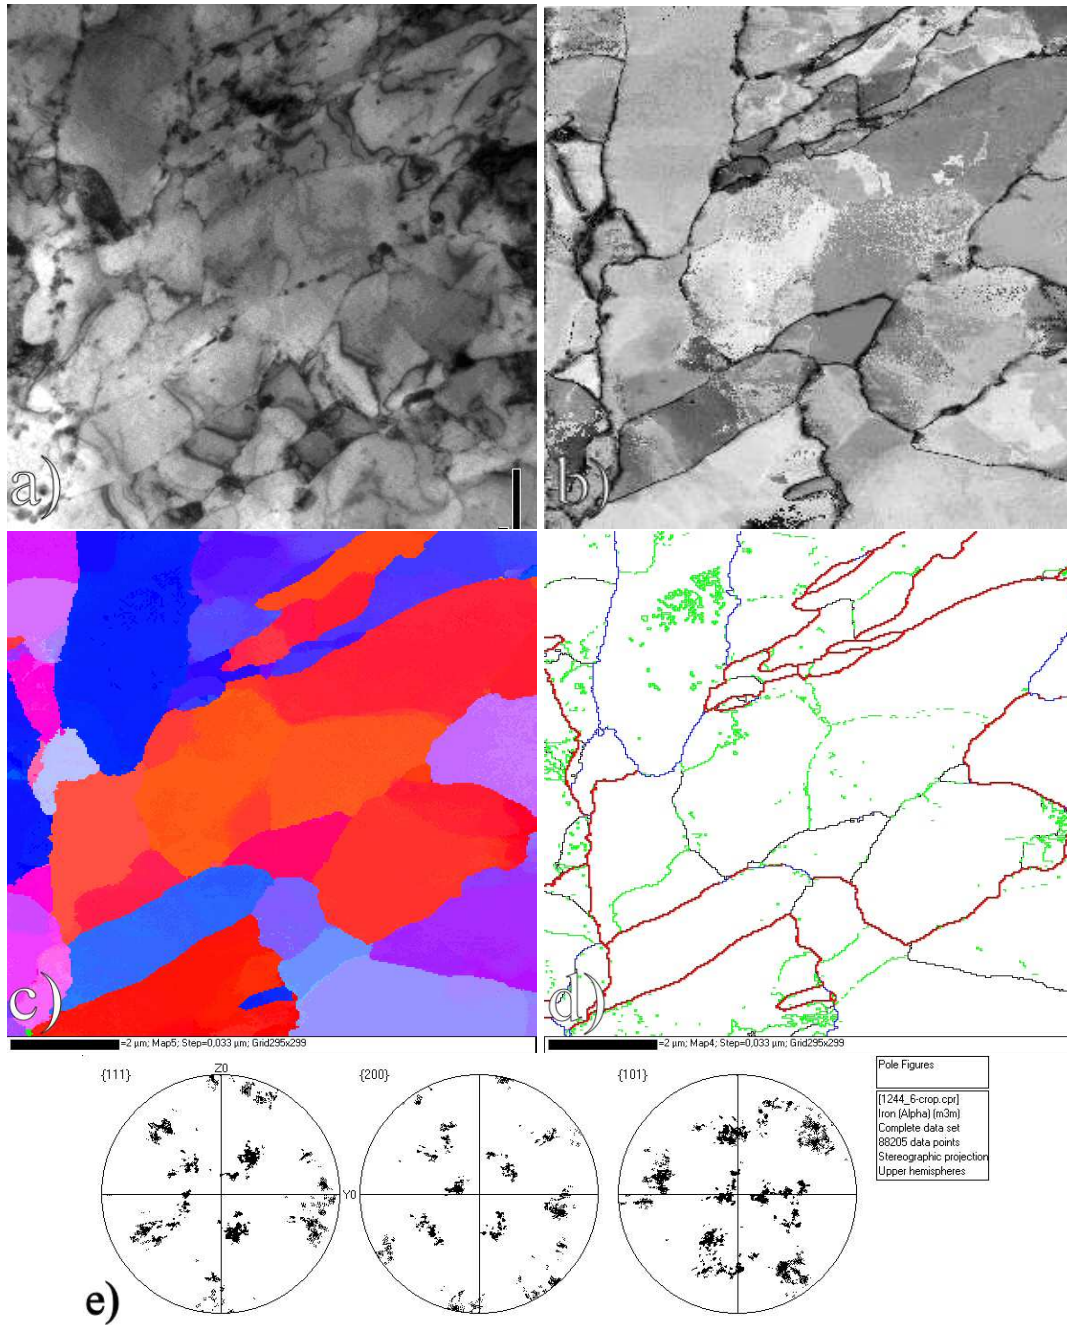 a)
b)
c)
=2 µm; Map5; Step=0,033 µm; Grid295x299
d)
=2 µm; Map4; Step=0,033 µm; Grid295x299
{111}
Z0
Y0
{200}
{101}
Pole Figures
[1244_6-crop.cpr]
Iron (Alpha) (m3m)
Complete data set
88205 data points
Stereographic projection
Upper hemispheres
e)